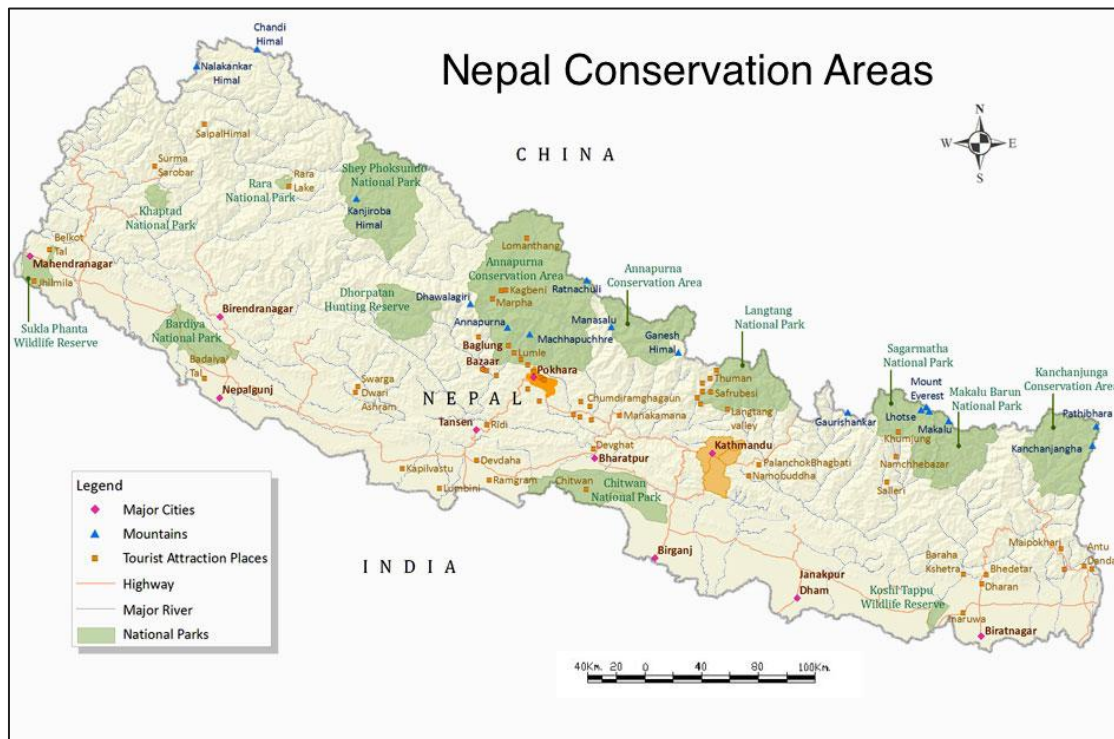 Nepal Conservation Areas
Chandi
Himal
Nalakankar
Himal
SaipalHimal
Surma
Sarobar
Khaptad
National Park
Rara
National Park
Rara
Lake
Shey Phoksundo
National Park
Kanjiroba
Himal
CHINA
N
W
E
S
Belkot
Tal
Mahendranagar
Jhilmila
Sukla Phanta
Wildlife Reserve
Birendranagar
Bardiya
National Park
Badaiya
Tal
Nepalgunj
Dhorpatan
Hunting Reserve
Swarga
Dwari
Ashram
Lomanthang
Annapurna
Conservation Area
Kagbeni
Marpha
Dhawalagiri
Annapurna
Machhapuchhre
Baglung
Bazaar
Lumle
Pokhara
Ratnachuli
Manasalu
Annapurna
Conservation Area
Ganesh
Himal
Langtang
National Park
Thuman
Safrubesi
Langtang
valley
NEPAL
Chumdiramghagaun
Manakamana
Tansen
Ridi
Devghat
Bharatpur
Kapilvastu
Devdaha
Lumbini
Ramgram
Chitwan
Chitwan
National Park
Kathmandu
PalanchokBhagbati
Namobuddha
Gaurishankar
Sagarmatha
National Park
Mount
Everest
Lhotse
Makalu
Makalu Barun
National Park
Kanchanjunga
Conservation Area
Pathibhara
Kanchanjangha
Khumjung
Namchhebazar
Salleri
INDIA
Birganj
Janakpur
Dham
Koshi Tappu
Wildlife Reserve
Baraha
Kshetra
Bhedetar
Dharan
Maipokhari
Antu
Danda
Inaruwa
Biratnagar
Legend
Major Cities
Mountains
Tourist Attraction Places
Highway
Major River
National Parks
40Km. 20 0 40 80 100Km.